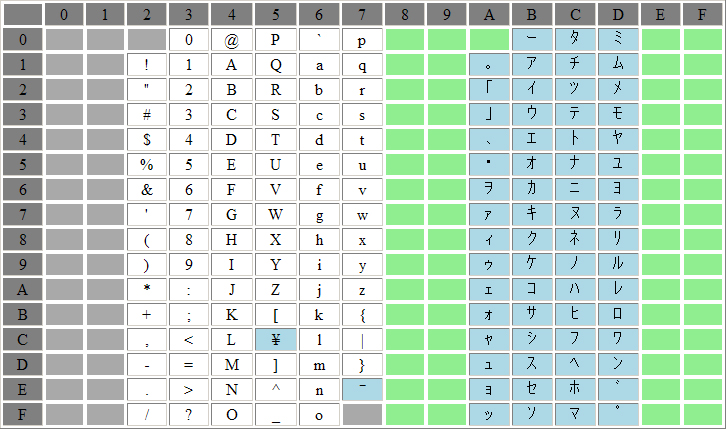 0 1 2 3 4 5 6 7 8 9 A B C D E F
0 0 @ P ` p ｰ ﾀ ﾐ
1 ! 1 A Q a q ｡ ｱ ﾁ ﾑ
2 " 2 B R b r ｢ ｲ ﾂ ﾒ
3 # 3 C S c s ｣ ｳ ﾃ ﾓ
4 $ 4 D T d t ､ ｴ ﾄ ﾔ
5 % 5 E U e u ･ ｵ ﾅ ﾕ
6 & 6 F V f v ｦ ｶ ﾆ ﾖ
7 ' 7 G W g w ｧ ｷ ﾇ ﾗ
8 ( 8 H X h x ｨ ｸ ﾈ ﾘ
9 ) 9 I Y i y ｩ ｹ ﾉ ﾙ
A * : J Z j z ｪ ｺ ﾊ ﾚ
B + ; K [ k { ｫ ｻ ﾋ ﾛ
C , < L ¥ l | ｬ ｼ ﾌ ﾜ
D - = M ] m } ｭ ｽ ﾍ ﾝ
E . > N ^ n ‾ ｮ ｾ ﾎ ﾞ
F / ? O _ o ｯ ｿ ﾏ ﾟ